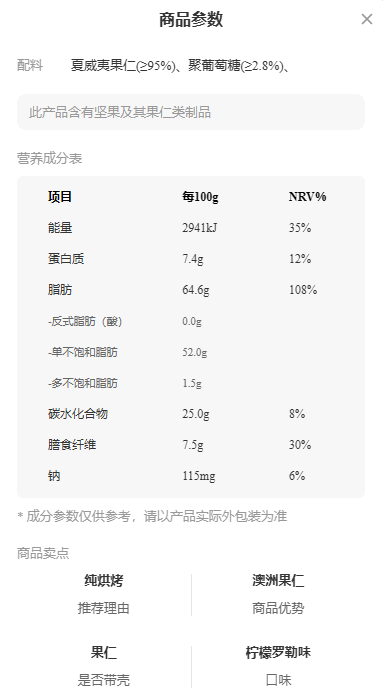 商品参数
配料 夏威夷果仁(≥95%)、聚葡萄糖(≥2.8%)、
此产品含有坚果及其果仁类制品
营养成分表
项目 每100g NRV%
能量 2941kJ 35%
蛋白质 7.4g 12%
脂肪 64.6g 108%
-反式脂肪（酸） 0.0g
-单不饱和脂肪 52.0g
-多不饱和脂肪 1.5g
碳水化合物 25.0g 8%
膳食纤维 7.5g 30%
钠 115mg 6%
* 成分参数仅供参考，请以产品实际外包装为准
商品卖点
纯烘烤 澳洲果仁
推荐理由 商品优势
果仁 柠檬罗勒味
是否带壳 口味